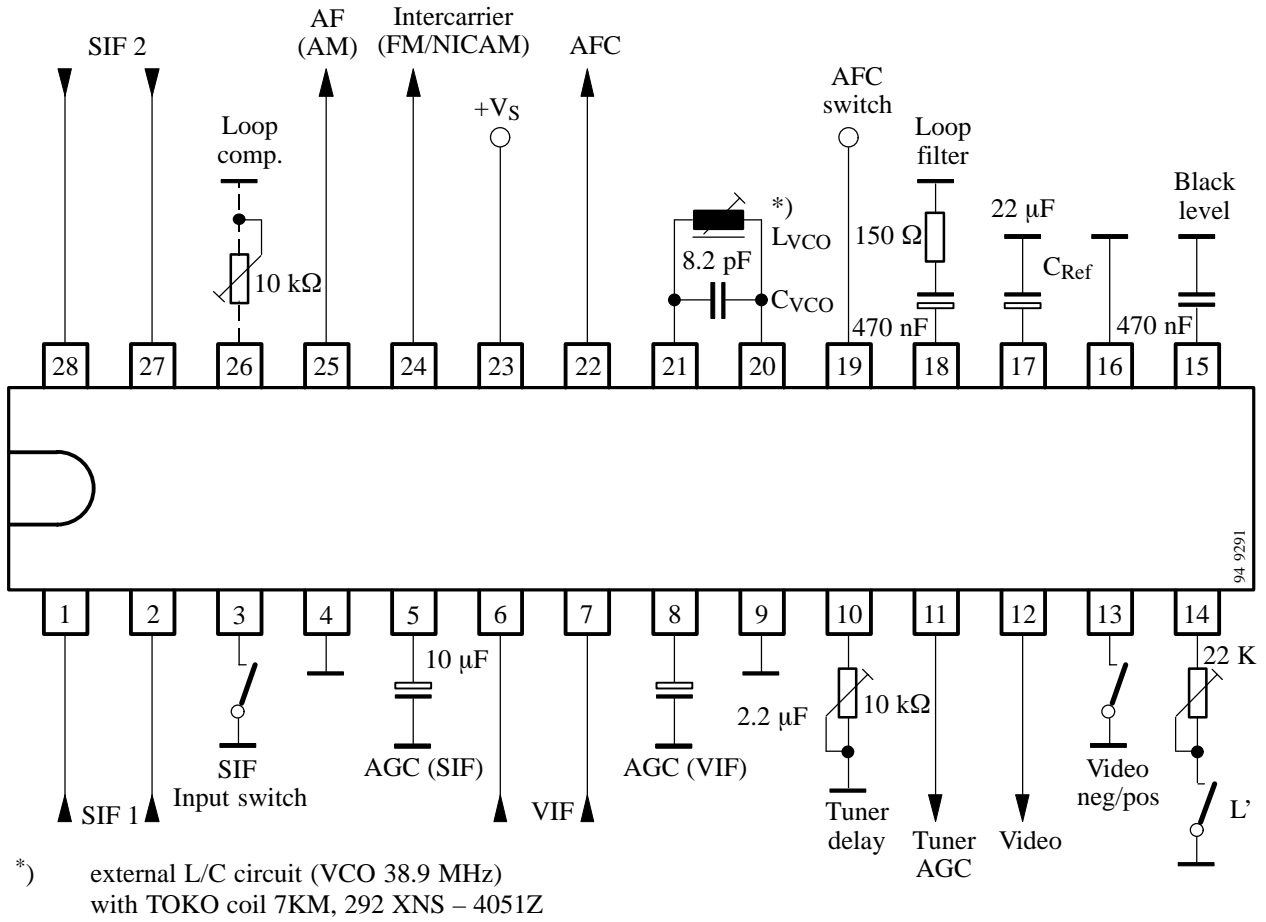 SIF 2
AF
(AM)
Intercarrier
(FM/NICAM)
AFC
+VS
AFC
switch
Loop
comp.
Loop
filter
Black
level
*)
LVCO
150 Ω
22 μF
10 kΩ
8.2 pF
CRef
CVCO
470 nF
470 nF
28 27 26 25 24 23 22 21 20 19 18 17 16 15
94 9291
1 2 3 4 5 6 7 8 9 10 11 12 13 14
10 μF
22 K
2.2 μF
10 kΩ
SIF
Input switch
AGC (SIF)
AGC (VIF)
Video
neg/pos
SIF 1
VIF
Tuner
delay
Tuner
AGC
Video
L’
*) external L/C circuit (VCO 38.9 MHz)
with TOKO coil 7KM, 292 XNS – 4051Z